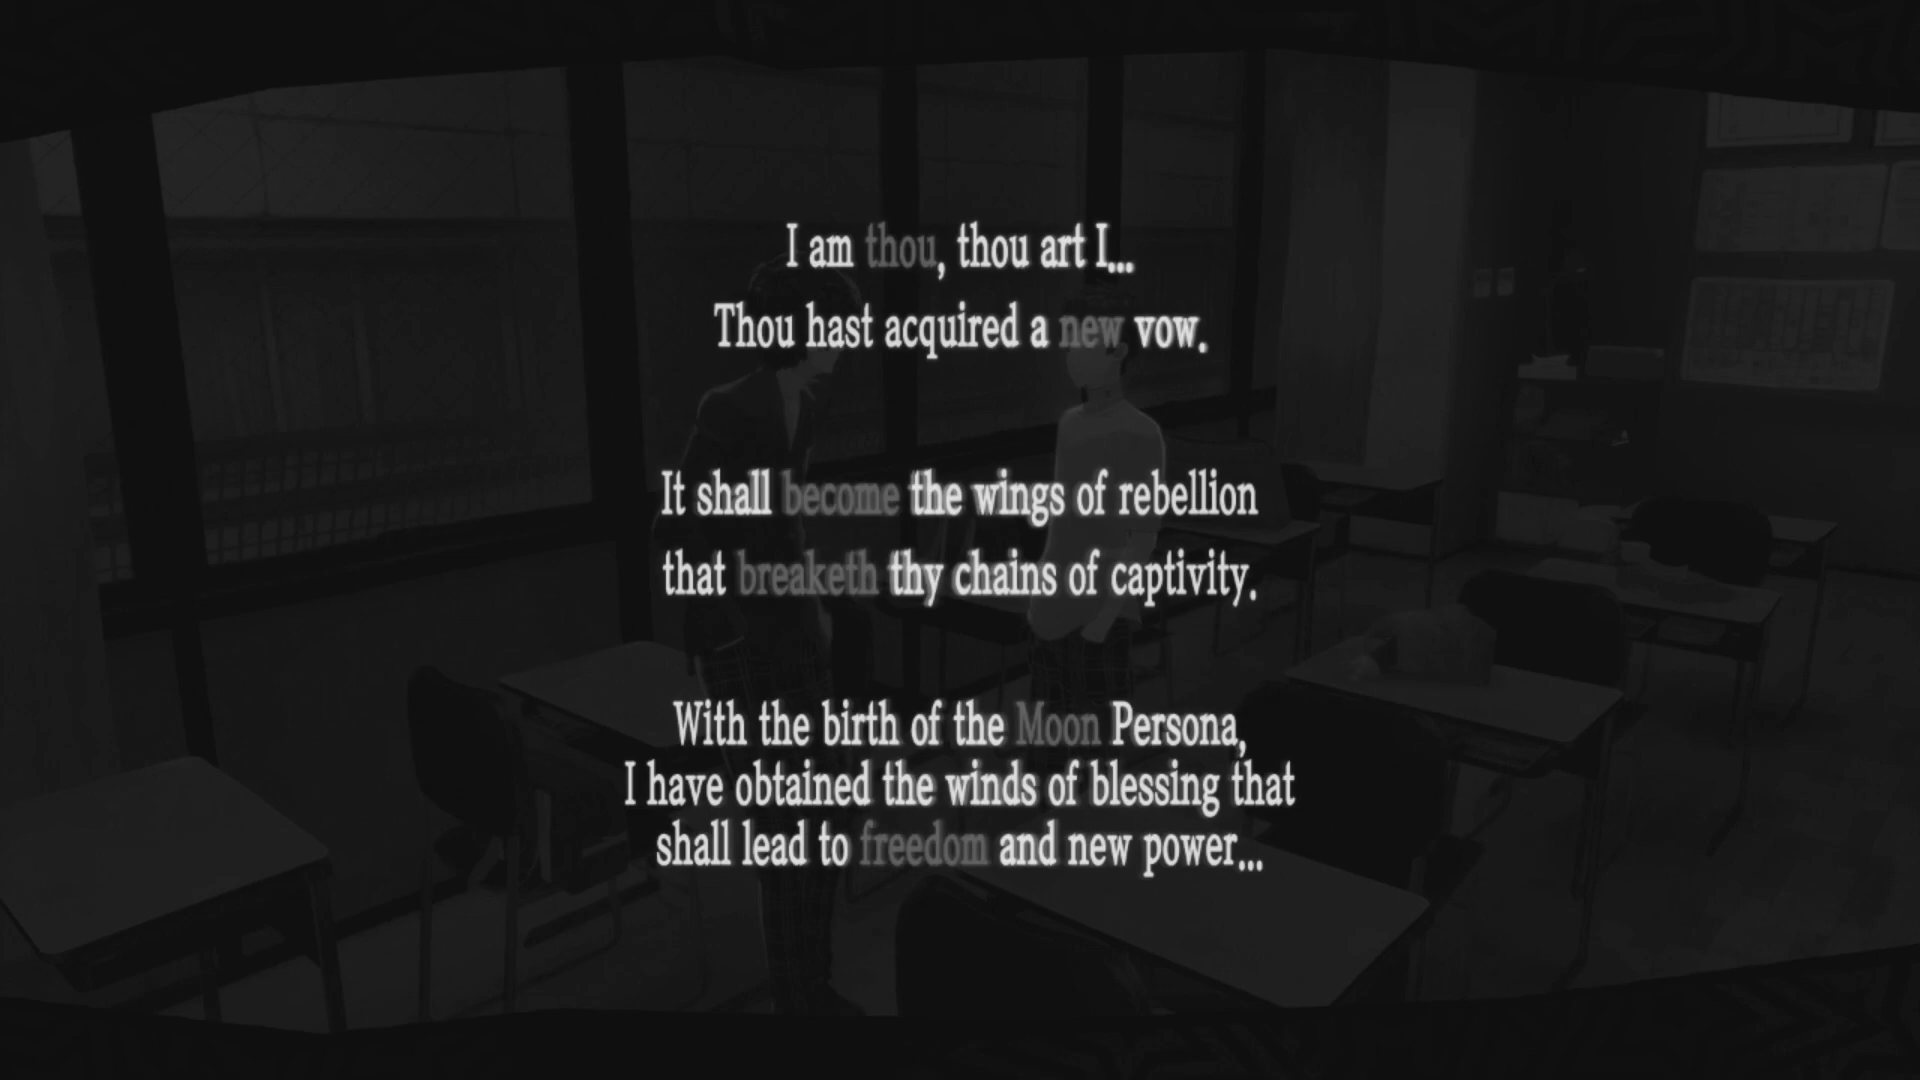 I am thou, thou art I...
Thou hast acquired a new vow.
It shall become the wings of rebellion
that breaketh thy chains of captivity.
With the birth of the Moon Persona,
I have obtained the winds of blessing that
shall lead to freedom and new power...